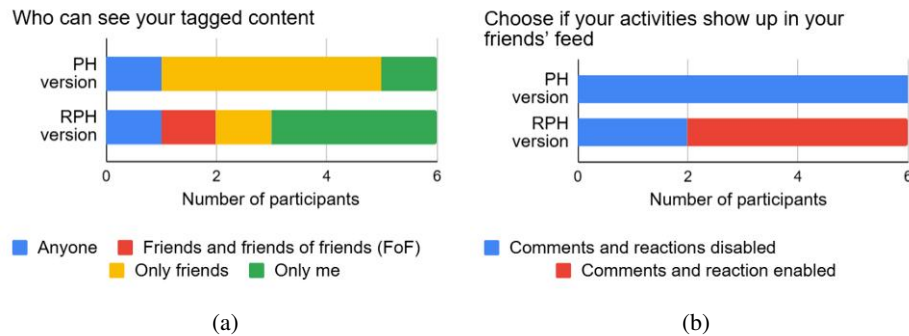 Who can see your tagged content
PH
version
RPH
version
0 2 4 6
Number of participants
Anyone Friends and friends of friends (FoF)
Only friends Only me
(a)
Choose if your activities show up in your
friends’ feed
PH
version
RPH
version
0 2 4 6
Number of participants
Comments and reactions disabled
Comments and reaction enabled
(b)